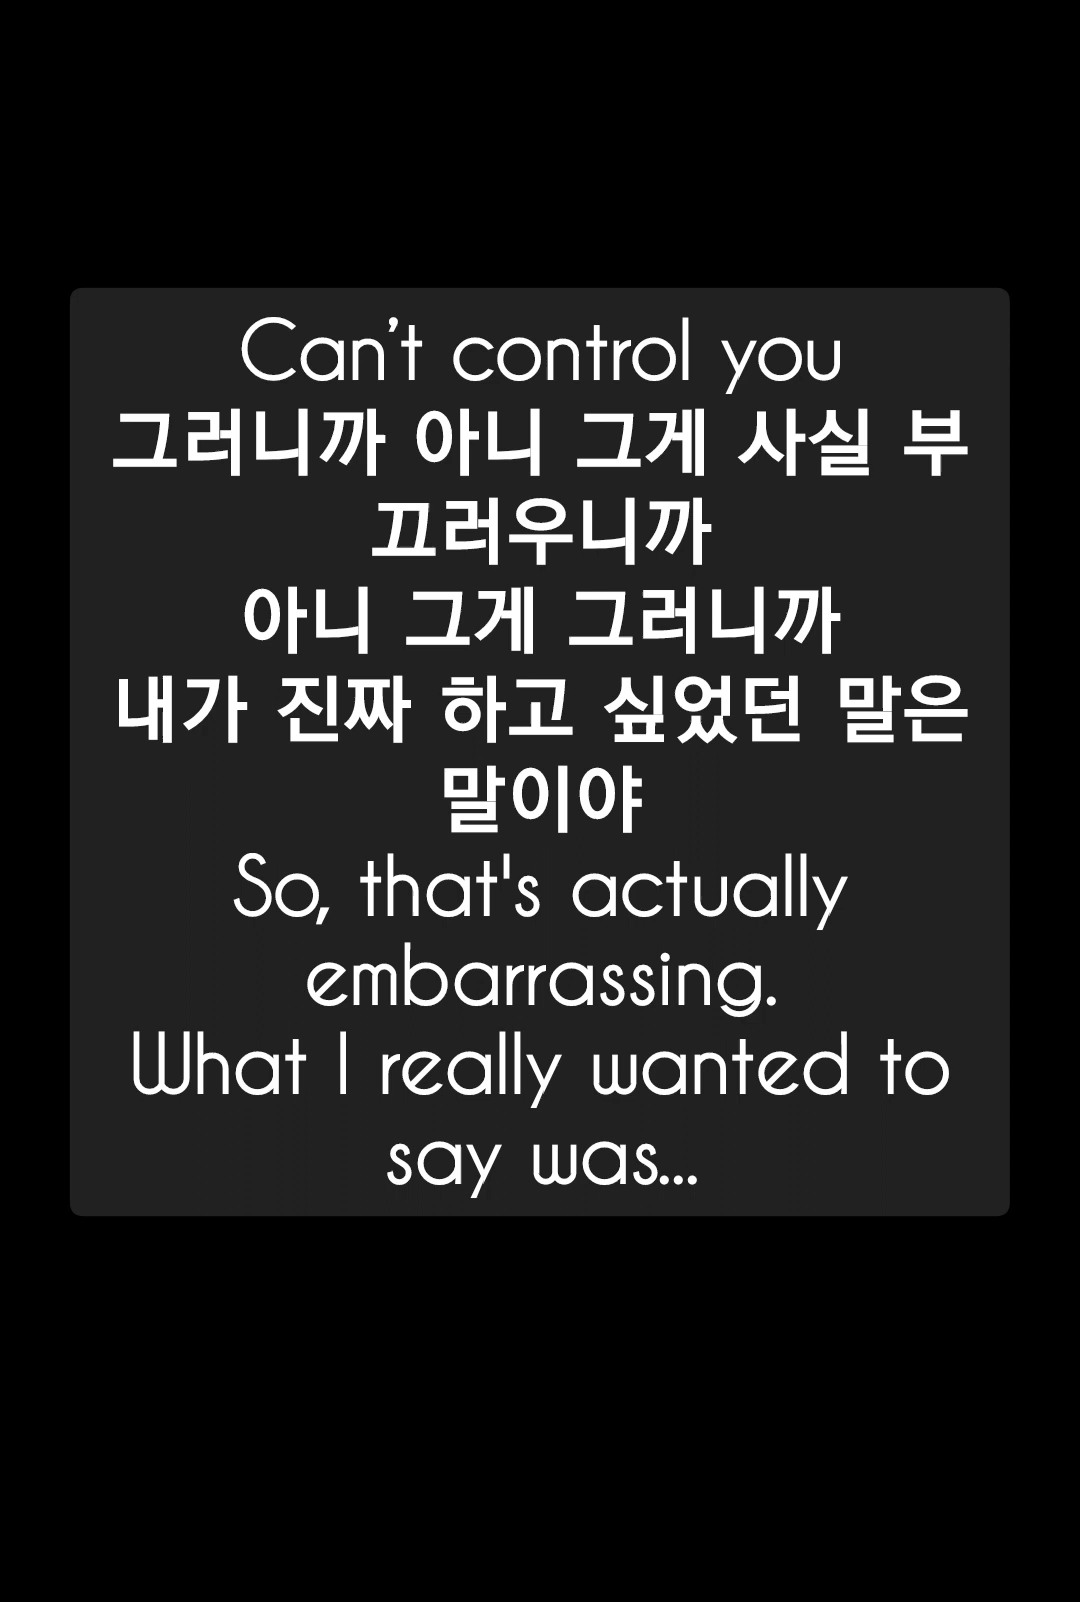 Can’t control you
그러니까 아니 그게 사실 부
끄러우니까
아니 그게 그러니까
내가 진짜 하고 싶었던 말은
말이야
So, that's actually
embarrassing.
What I really wanted to
say was...